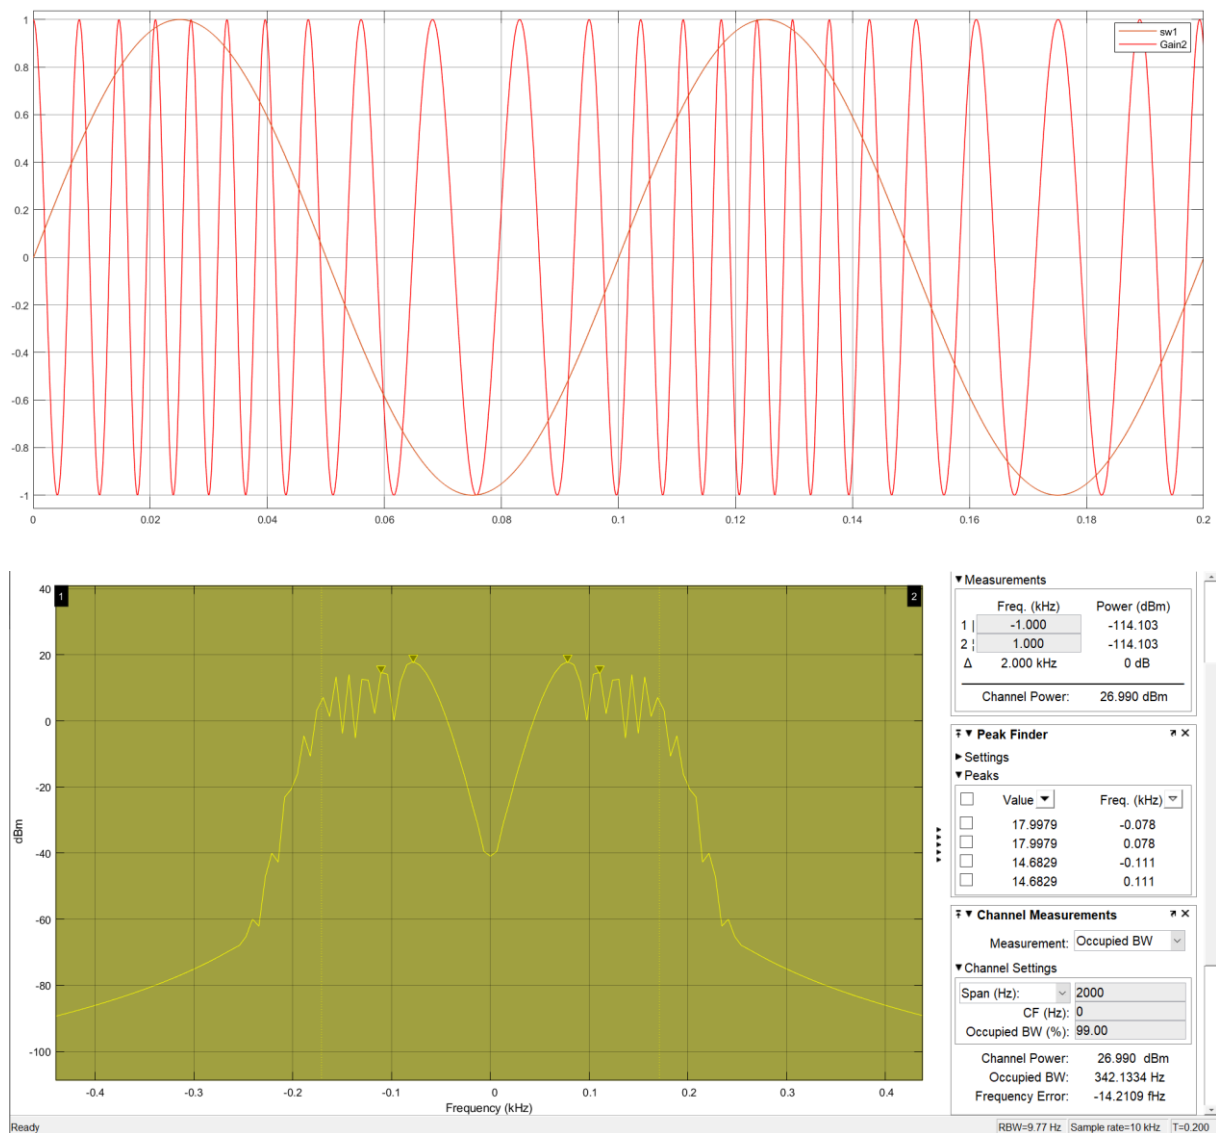 1
0.8
0.6
0.4
0.2
0
-0.2
-0.4
-0.6
-0.8
-1
sw1
Gain2
0 0.02 0.04 0.06 0.08 0.1 0.12 0.14 0.16 0.18 0.2
40
20
0
-20
-40
-60
-80
-100
dBm
1
2
-0.4 -0.3 -0.2 -0.1 0 0.1 0.2 0.3 0.4
Frequency (kHz)
Measurements
Freq. (kHz) Power (dBm)
1 -1.000 -114.103
2 1.000 -114.103
Δ 2.000 kHz 0 dB
Channel Power: 26.990 dBm
Peak Finder
Settings
Peaks
Value Freq. (kHz)
17.9979 -0.078
17.9979 0.078
14.6829 -0.111
14.6829 0.111
Channel Measurements
Measurement: Occupied BW
Channel Settings
Span (Hz): 2000
CF (Hz): 0
Occupied BW (%): 99.00
Channel Power: 26.990 dBm
Occupied BW: 342.1334 Hz
Frequency Error: -14.2109 fHz
Ready RBW=9.77 Hz Sample rate=10 kHz T=0.200